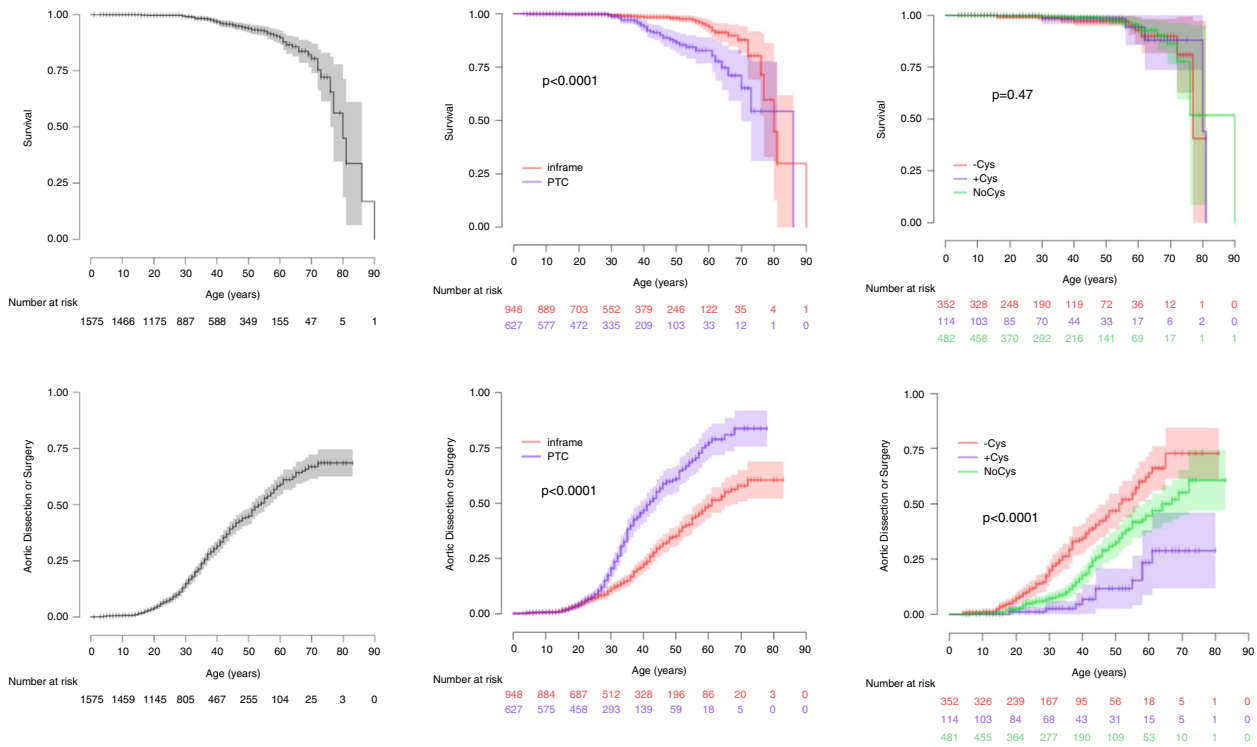 1.00
0.75
0.50
0.25
0.00
Survival
0 10 20 30 40 50 60 70 80 90
Age (years)
Number at risk
1575 1466 1175 887 588 349 155 47 5 1
1.00
0.75
0.50
0.25
0.00
Survival
p<0.0001
inframe
PTC
0 10 20 30 40 50 60 70 80 90
Age (years)
Number at risk
948 889 703 552 379 246 122 35 4 1
627 577 472 335 209 103 33 12 1 0
1.00
0.75
0.50
0.25
0.00
Survival
p=0.47
-Cys
+Cys
NoCys
0 10 20 30 40 50 60 70 80 90
Age (years)
Number at risk
352 328 248 190 119 72 36 12 1 0
114 103 85 70 44 33 17 6 2 0
482 458 370 292 216 141 69 17 1 1
1.00
0.75
0.50
0.25
0.00
Aortic Dissection or Surgery
0 10 20 30 40 50 60 70 80 90
Age (years)
Number at risk
1575 1459 1145 805 467 255 104 25 3 0
1.00
0.75
0.50
0.25
0.00
Aortic Dissection or Surgery
inframe
PTC
p<0.0001
0 10 20 30 40 50 60 70 80 90
Age (years)
Number at risk
948 884 687 512 328 196 86 20 3 0
627 575 458 293 139 59 18 5 0 0
1.00
0.75
0.50
0.25
0.00
Aortic Dissection or Surgery
-Cys
+Cys
NoCys
p<0.0001
0 10 20 30 40 50 60 70 80 90
Age (years)
Number at risk
352 326 239 167 95 56 18 5 1 0
114 103 84 68 43 31 15 5 1 0
481 455 364 277 190 109 53 10 1 0